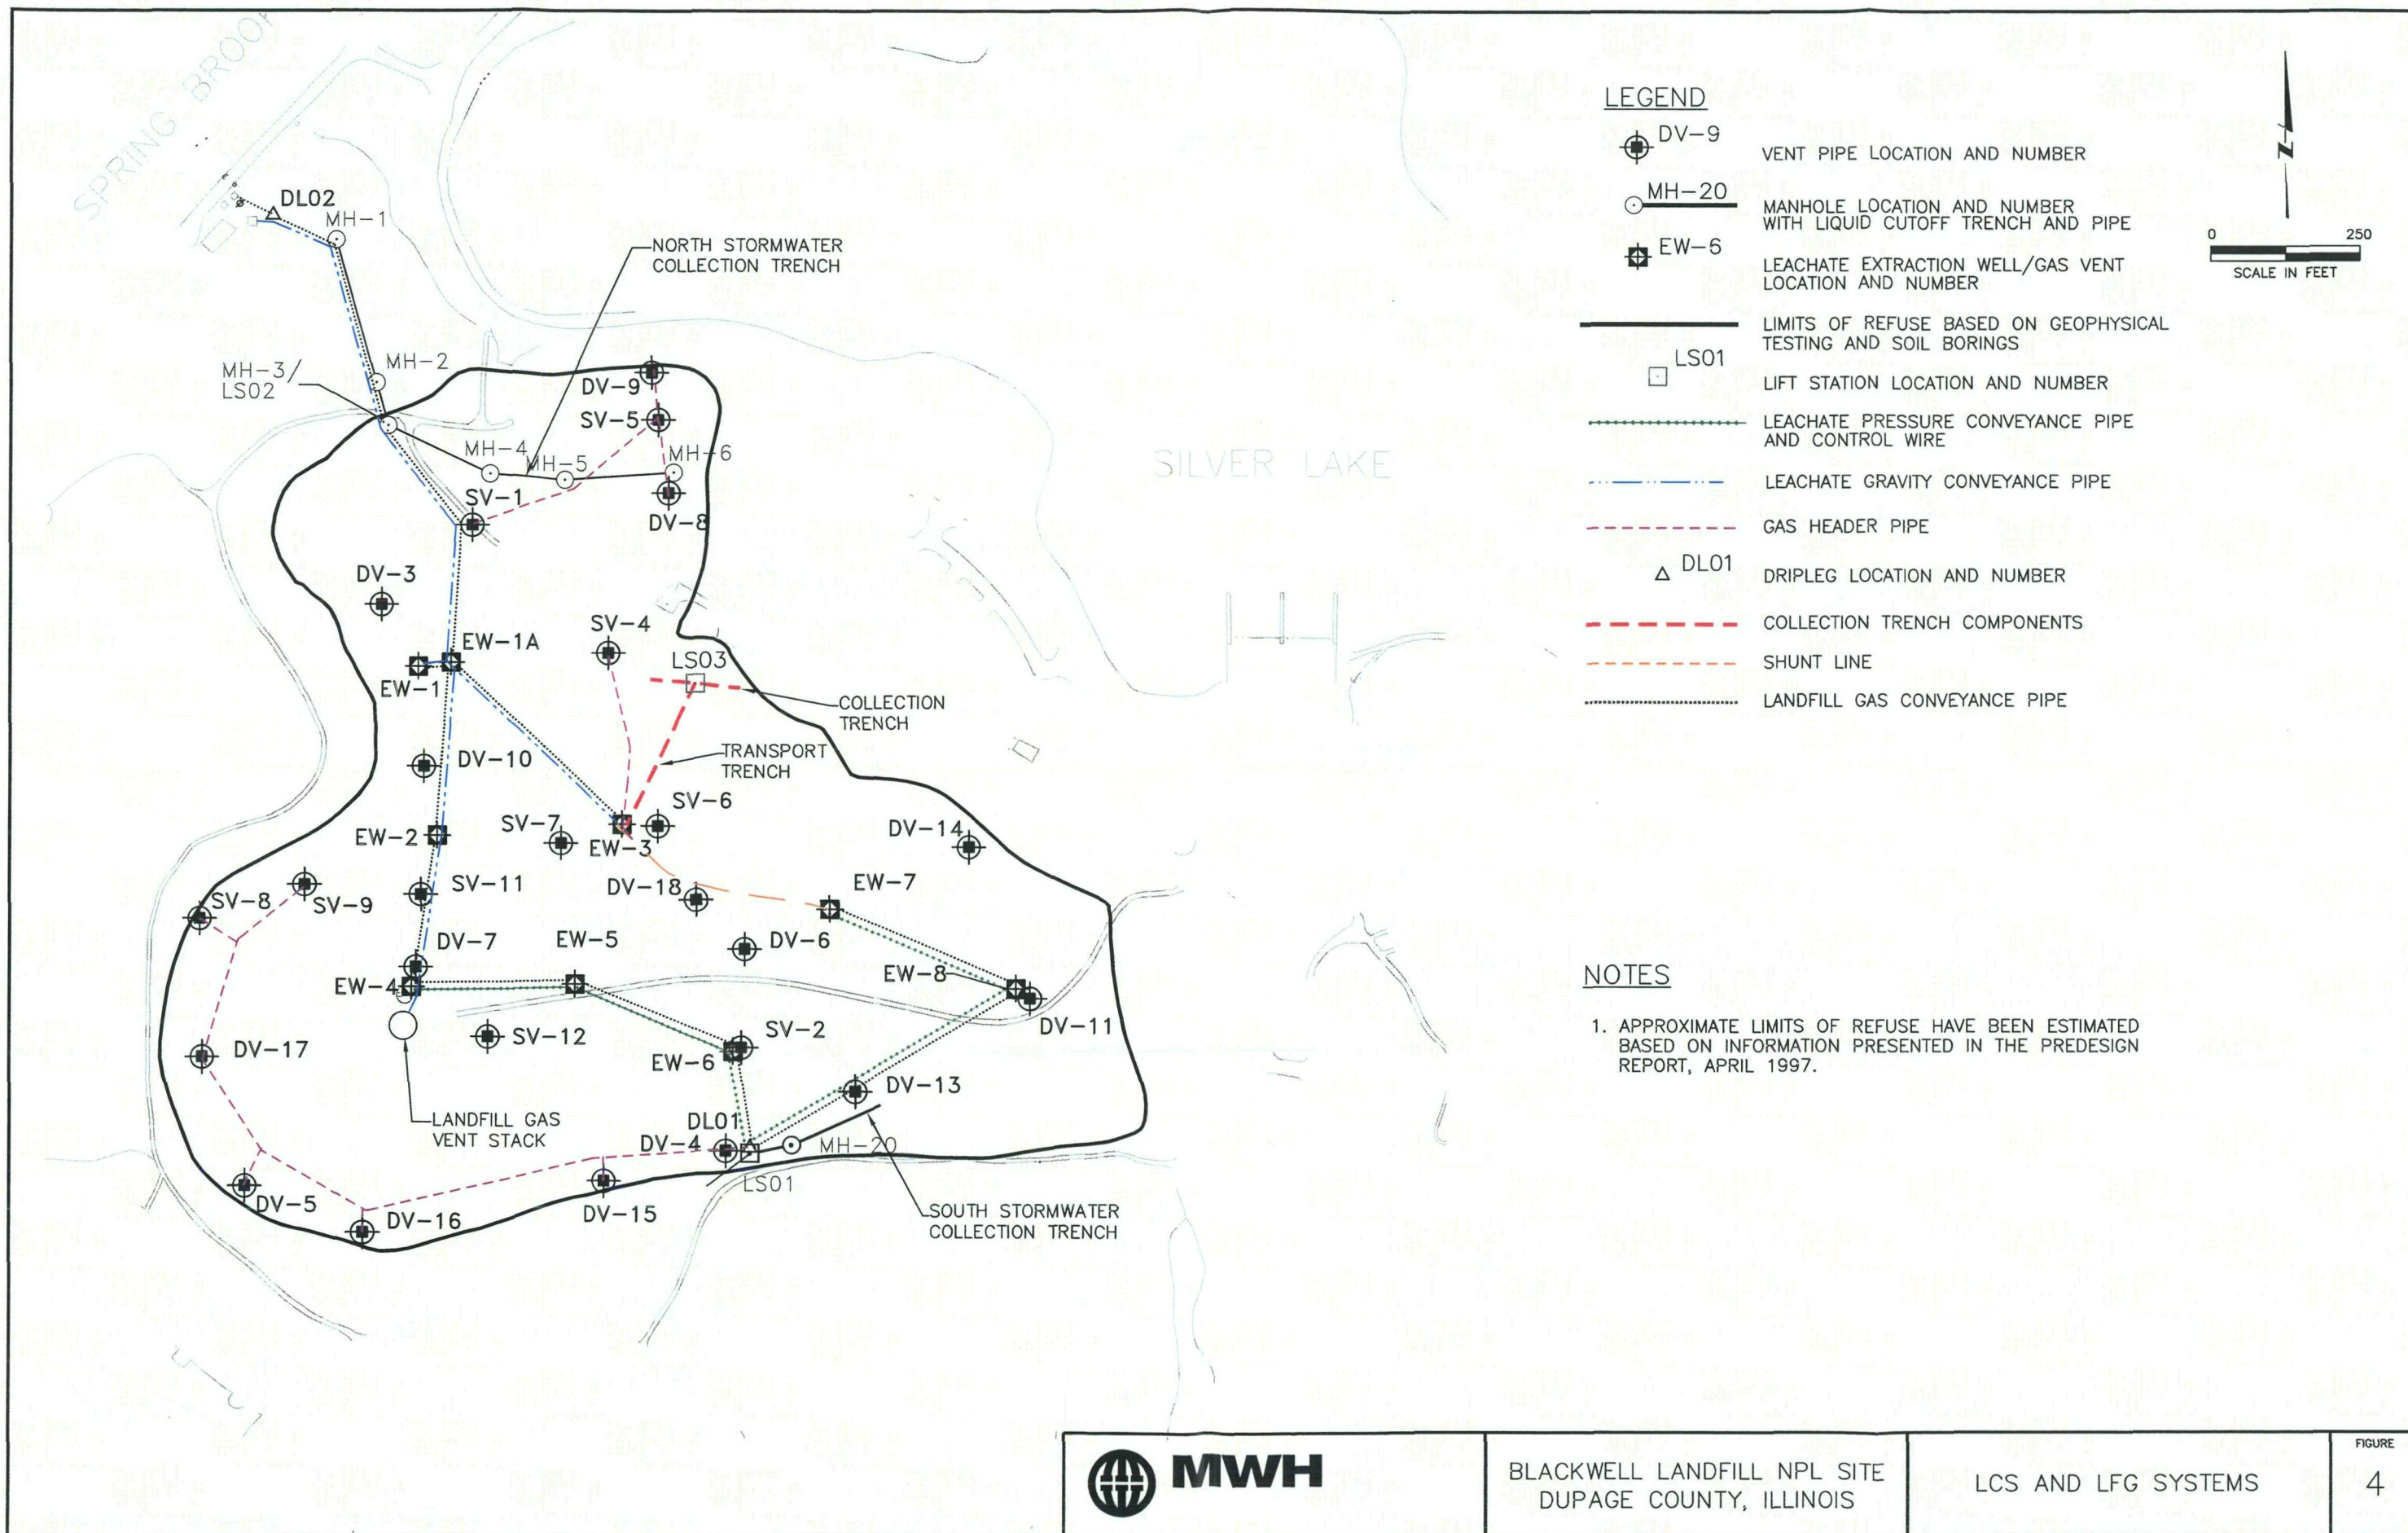 SPRING BROOK
DL02
MH-1
NORTH STORMWATER
COLLECTION TRENCH
MH-2
MH-3/
LS02
DV-9
SV-5
MH-4
MH-5
MH-6
SV-1
DV-8
SILVER LAKE
DV-3
EW-1A
EW-1
SV-4
LS03
COLLECTION
TRENCH
TRANSPORT
TRENCH
DV-10
SV-6
EW-2
SV-7
EW-3
DV-14
SV-8
SV-9
SV-11
DV-18
EW-7
DV-7
EW-5
DV-6
EW-4
EW-8
DV-11
SV-12
SV-2
EW-6
DV-17
DV-13
LANDFILL GAS
VENT STACK
DL01
DV-4
MH-20
LS01
DV-5
DV-16
DV-15
SOUTH STORMWATER
COLLECTION TRENCH
LEGEND
DV-9
VENT PIPE LOCATION AND NUMBER
MH-20
MANHOLE LOCATION AND NUMBER
WITH LIQUID CUTOFF TRENCH AND PIPE
EW-6
LEACHATE EXTRACTION WELL/GAS VENT
LOCATION AND NUMBER
LIMITS OF REFUSE BASED ON GEOPHYSICAL
TESTING AND SOIL BORINGS
LS01
LIFT STATION LOCATION AND NUMBER
LEACHATE PRESSURE CONVEYANCE PIPE
AND CONTROL WIRE
LEACHATE GRAVITY CONVEYANCE PIPE
GAS HEADER PIPE
DL01
DRIPLEG LOCATION AND NUMBER
COLLECTION TRENCH COMPONENTS
SHUNT LINE
LANDFILL GAS CONVEYANCE PIPE
N
0 250
SCALE IN FEET
NOTES
1. APPROXIMATE LIMITS OF REFUSE HAVE BEEN ESTIMATED
BASED ON INFORMATION PRESENTED IN THE PREDESIGN
REPORT, APRIL 1997.
MWH
BLACKWELL LANDFILL NPL SITE
DUPAGE COUNTY, ILLINOIS
LCS AND LFG SYSTEMS
FIGURE
4